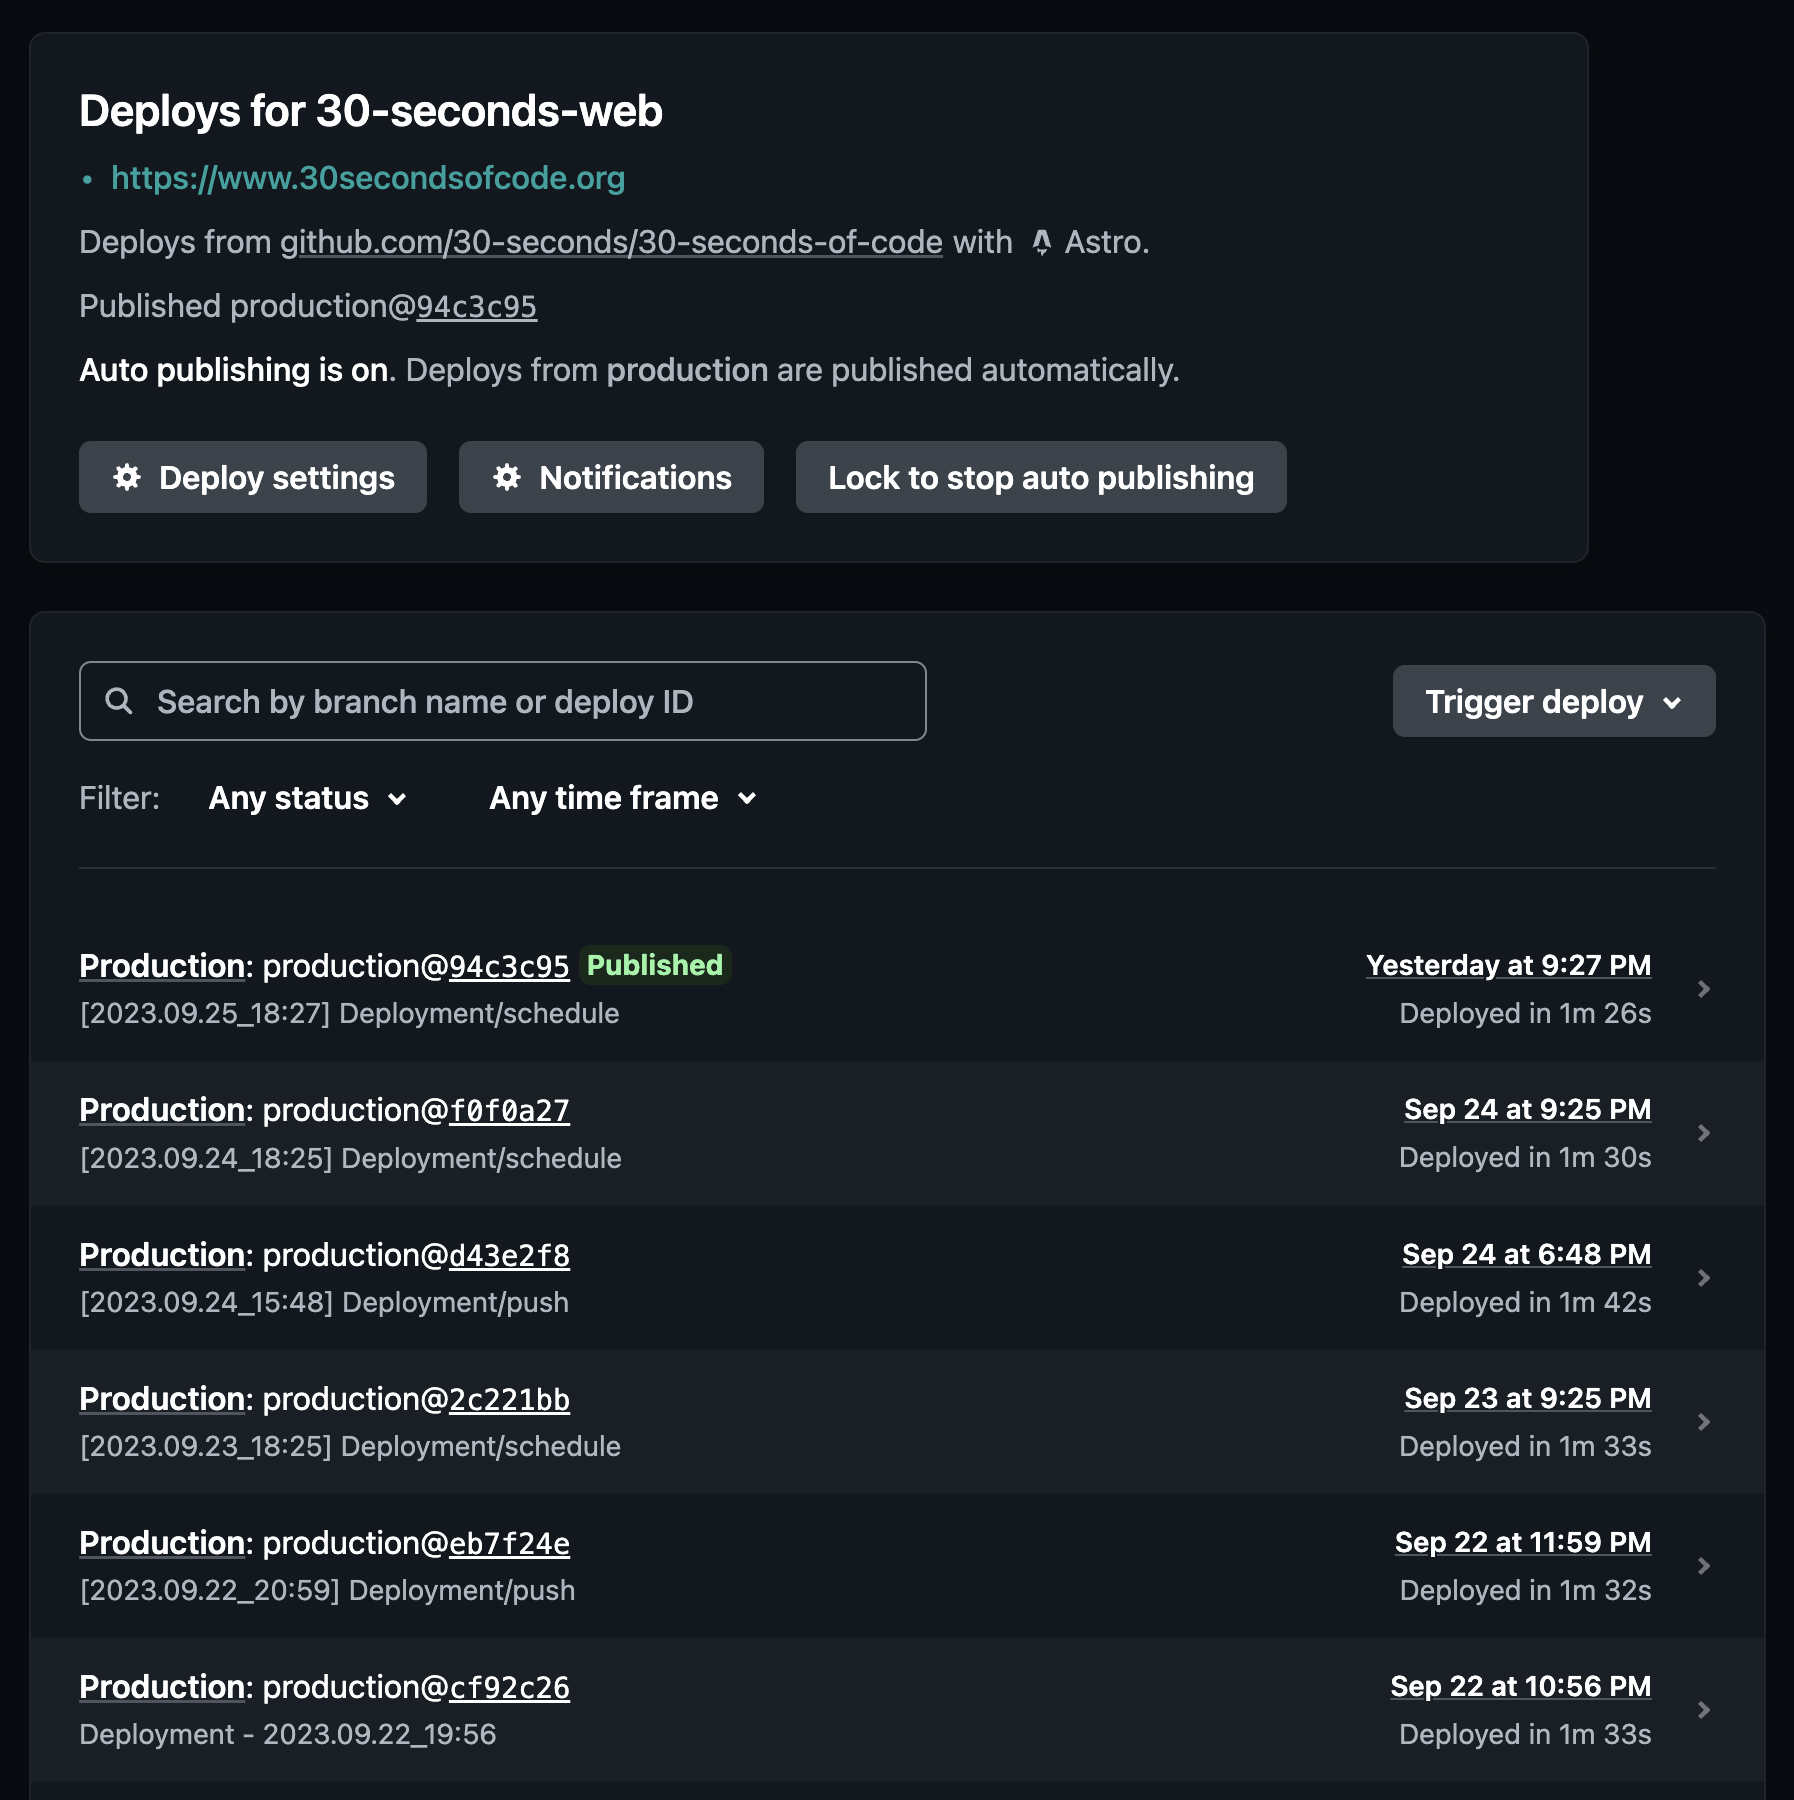 Deploys for 30-seconds-web
• https://www.30secondsofcode.org
Deploys from github.com/30-seconds/30-seconds-of-code with Astro.
Published production@94c3c95
Auto publishing is on. Deploys from production are published automatically.
Deploy settings Notifications Lock to stop auto publishing
Search by branch name or deploy ID Trigger deploy
Filter: Any status Any time frame
Production: production@94c3c95 Published Yesterday at 9:27 PM
[2023.09.25_18:27] Deployment/schedule Deployed in 1m 26s
Production: production@f0f0a27 Sep 24 at 9:25 PM
[2023.09.24_18:25] Deployment/schedule Deployed in 1m 30s
Production: production@d43e2f8 Sep 24 at 6:48 PM
[2023.09.24_15:48] Deployment/push Deployed in 1m 42s
Production: production@2c221bb Sep 23 at 9:25 PM
[2023.09.23_18:25] Deployment/schedule Deployed in 1m 33s
Production: production@eb7f24e Sep 22 at 11:59 PM
[2023.09.22_20:59] Deployment/push Deployed in 1m 32s
Production: production@cf92c26 Sep 22 at 10:56 PM
Deployment - 2023.09.22_19:56 Deployed in 1m 33s